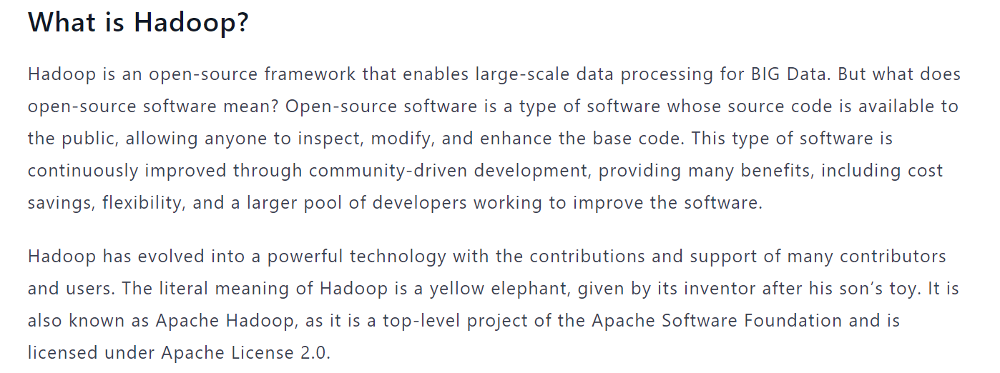 What is Hadoop?
Hadoop is an open-source framework that enables large-scale data processing for BIG Data. But what does
open-source software mean? Open-source software is a type of software whose source code is available to
the public, allowing anyone to inspect, modify, and enhance the base code. This type of software is
continuously improved through community-driven development, providing many benefits, including cost
savings, flexibility, and a larger pool of developers working to improve the software.
Hadoop has evolved into a powerful technology with the contributions and support of many contributors
and users. The literal meaning of Hadoop is a yellow elephant, given by its inventor after his son’s toy. It is
also known as Apache Hadoop, as it is a top-level project of the Apache Software Foundation and is
licensed under Apache License 2.0.